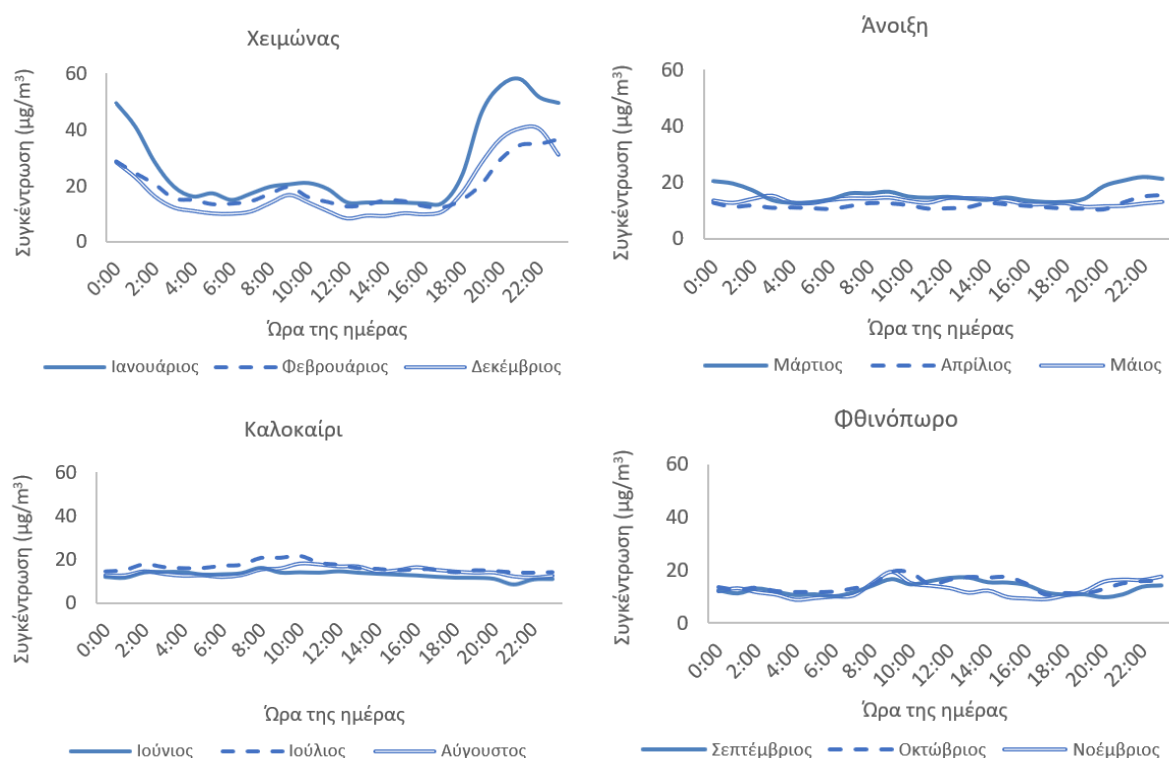 Χειμώνας
Συγκέντρωση (μg/m³)
60
40
20
0
0:00 2:00 4:00 6:00 8:00 10:00 12:00 14:00 16:00 18:00 20:00 22:00
Ώρα της ημέρας
Ιανουάριος Φεβρουάριος Δεκέμβριος
Άνοιξη
Συγκέντρωση (μg/m³)
60
40
20
0
0:00 2:00 4:00 6:00 8:00 10:00 12:00 14:00 16:00 18:00 20:00 22:00
Ώρα της ημέρας
Μάρτιος Απρίλιος Μάιος
Καλοκαίρι
Συγκέντρωση (μg/m³)
60
40
20
0
0:00 2:00 4:00 6:00 8:00 10:00 12:00 14:00 16:00 18:00 20:00 22:00
Ώρα της ημέρας
Ιούνιος Ιούλιος Αύγουστος
Φθινόπωρο
Συγκέντρωση (μg/m³)
60
40
20
0
0:00 2:00 4:00 6:00 8:00 10:00 12:00 14:00 16:00 18:00 20:00 22:00
Ώρα της ημέρας
Σεπτέμβριος Οκτώβριος Νοέμβριος